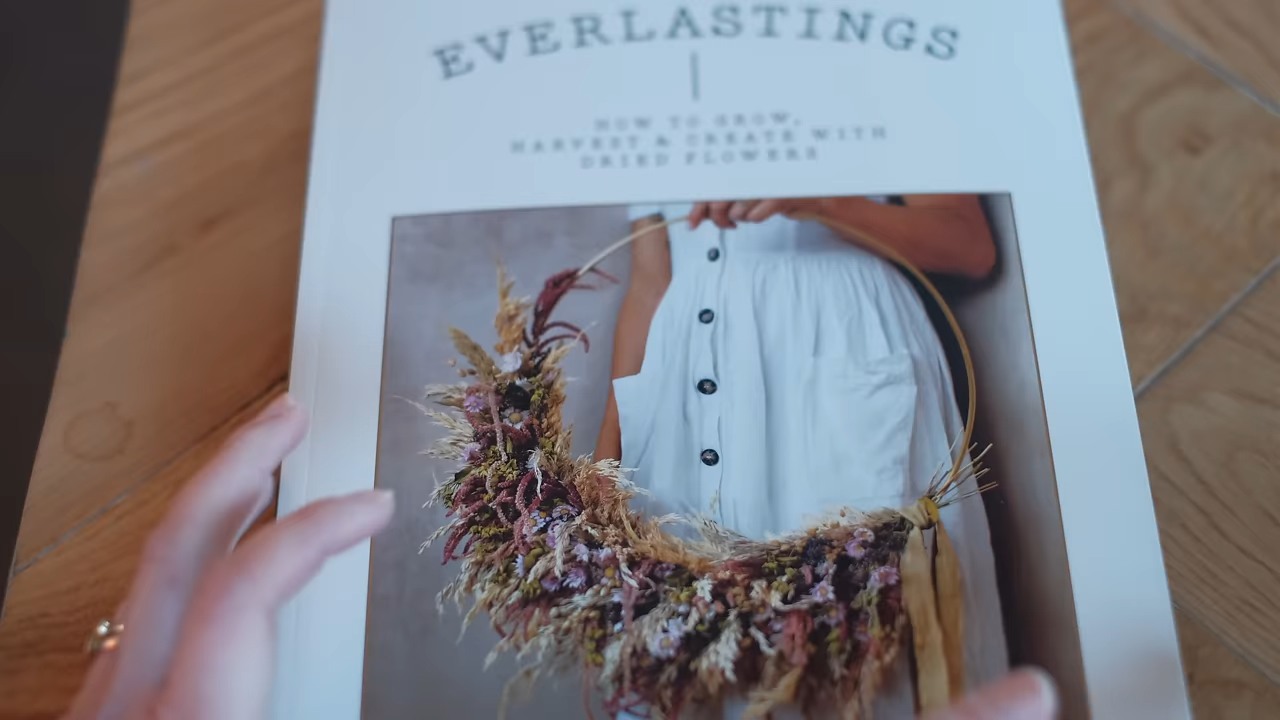 EVERLASTINGS
HOW TO GROW,
HARVEST & CREATE WITH
DRIED FLOWERS